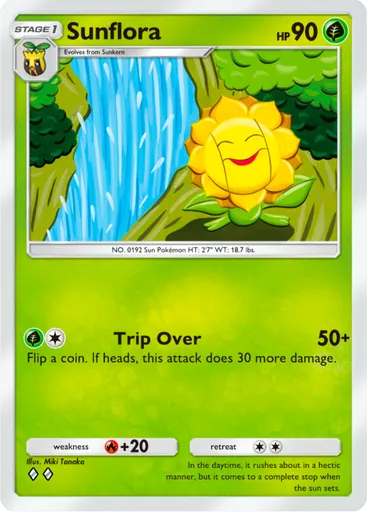 STAGE 1
Sunflora
HP 90
Evolves from Sunkern
NO. 0192 Sun Pokémon HT: 2'7" WT: 18.7 lbs.
Trip Over 50+
Flip a coin. If heads, this attack does 30 more damage.
weakness +20 retreat
Illus. Miki Tanaka
In the daytime, it rushes about in a hectic
manner, but it comes to a complete stop when
the sun sets.